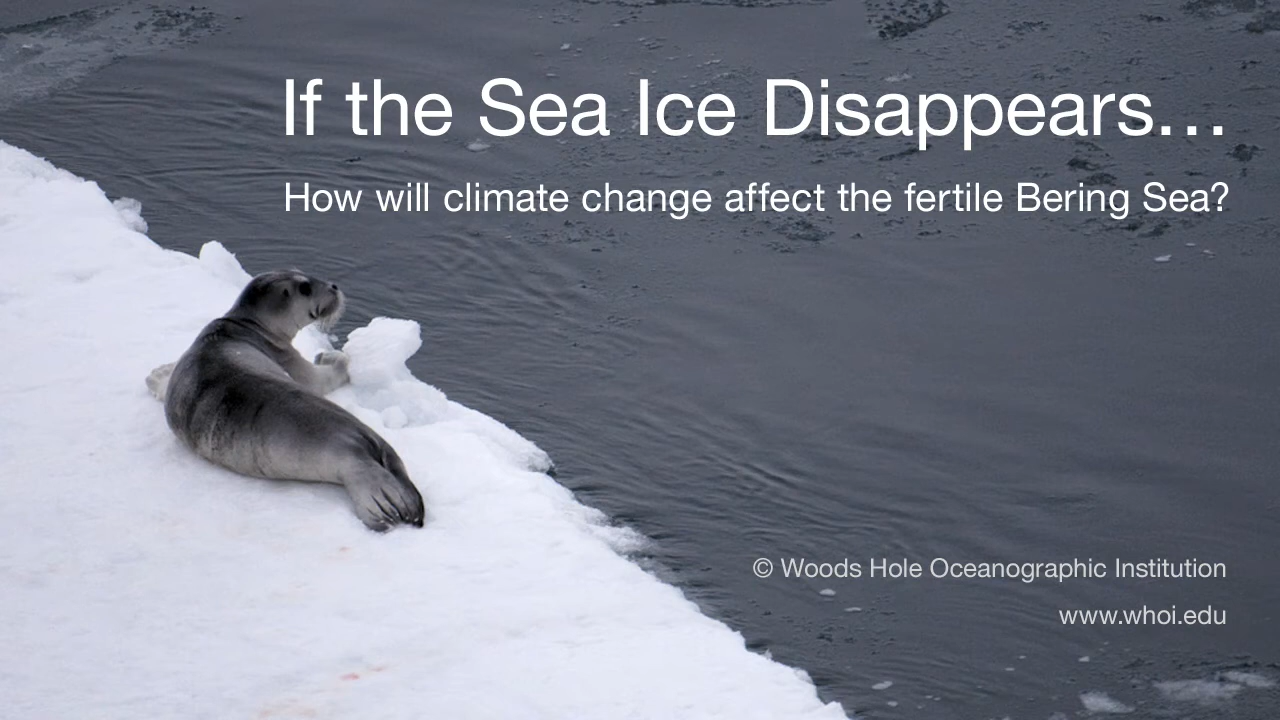 If the Sea Ice Disappears…
How will climate change affect the fertile Bering Sea?
© Woods Hole Oceanographic Institution
www.whoi.edu